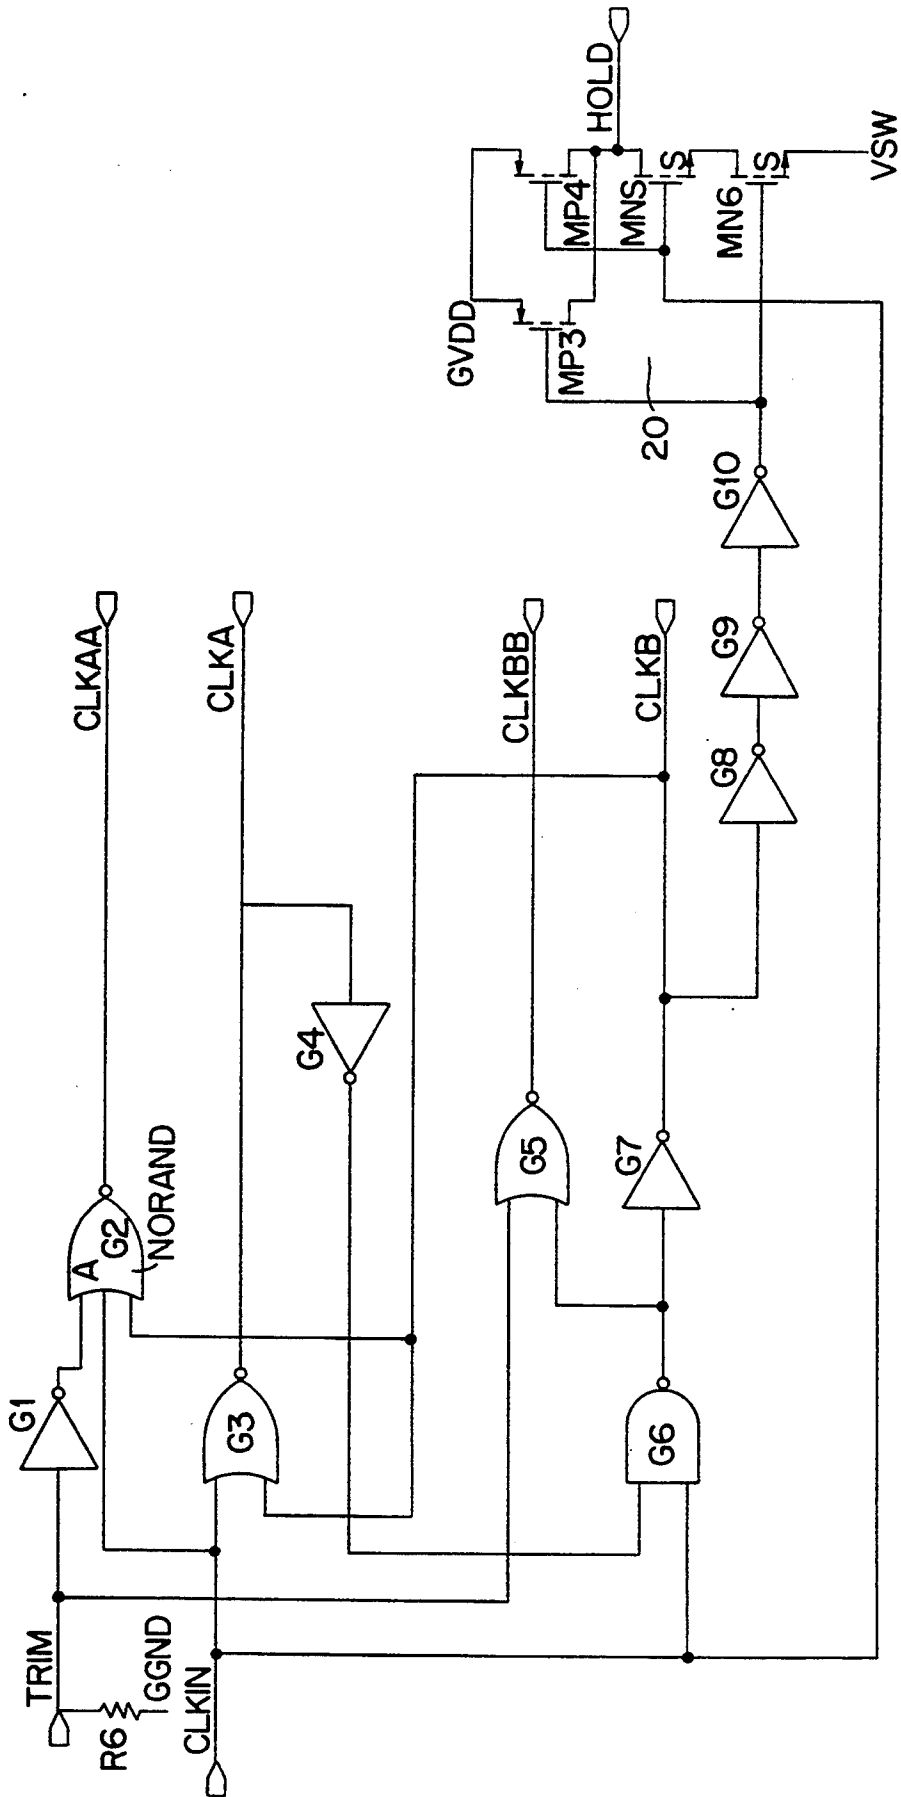 TRIM
R6
GGND
CLKIN
G1
A
G2
NORAND
CLKAA
G3
CLKA
G4
G5
CLKBB
G6
G7
CLKB
G8
G9
G10
20
GVDD
MP3
MP4
HOLD
MNS
S
MN6
S
VSW